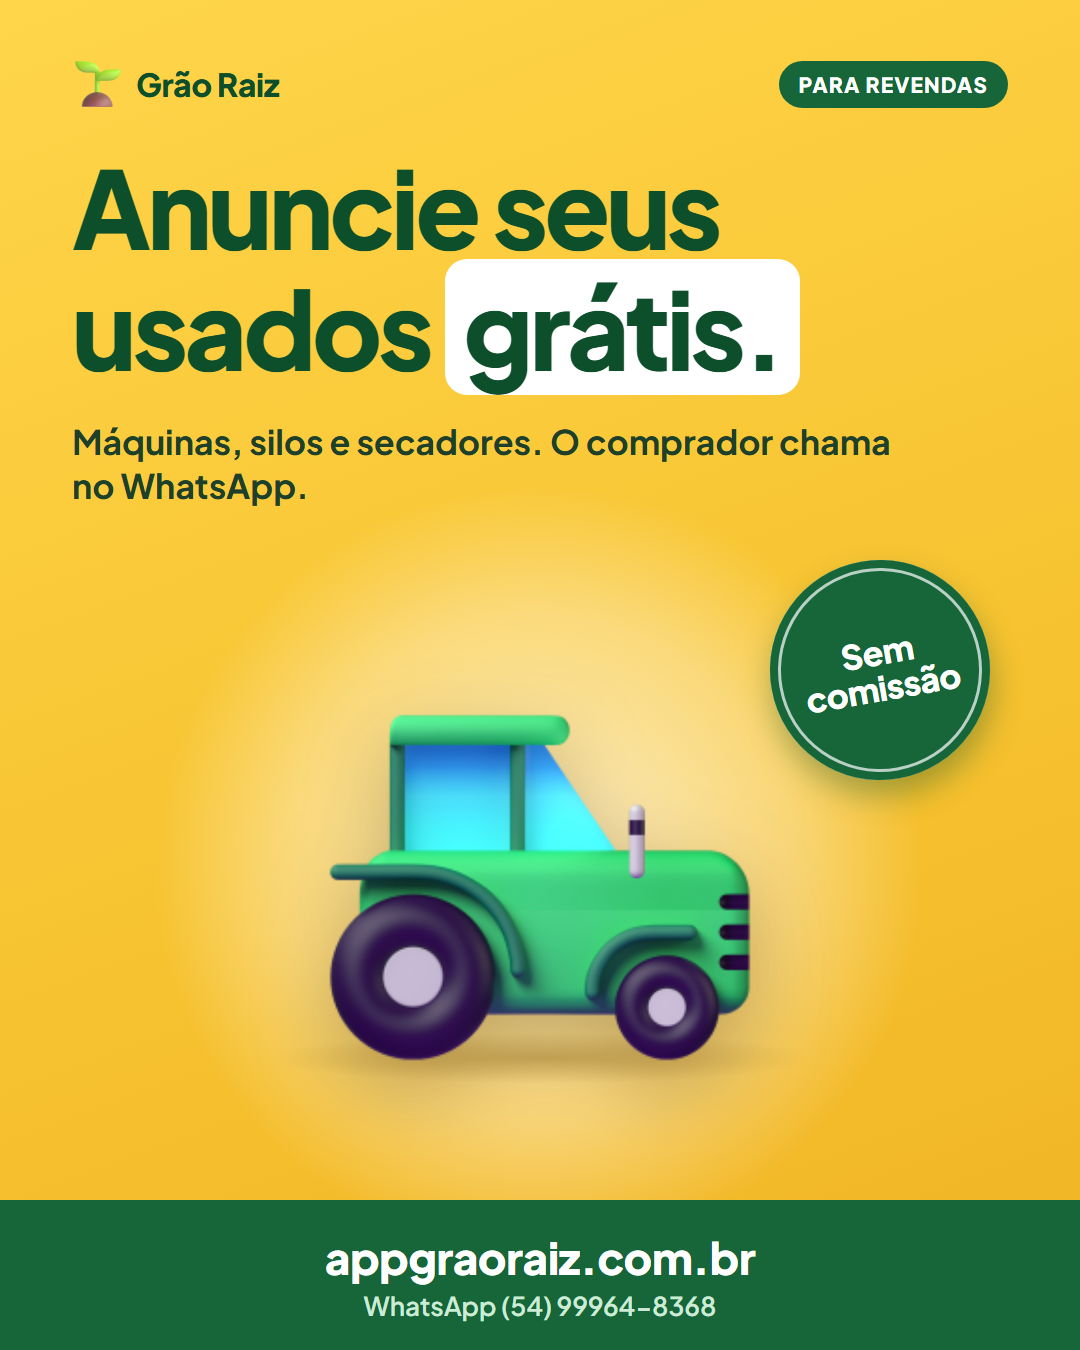 Grão Raiz
PARA REVENDAS
Anuncie seus
usados grátis.
Máquinas, silos e secadores. O comprador chama
no WhatsApp.
Sem
comissão
appgraoraiz.com.br
WhatsApp (54) 99964-8368